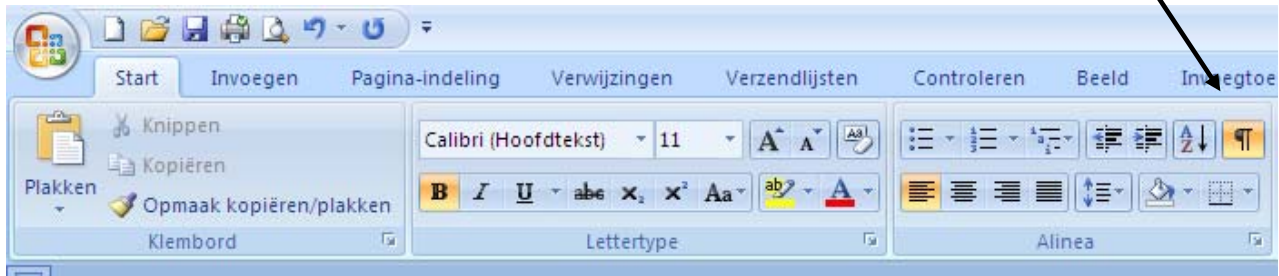 Start Invoegen Pagina-indeling Verwijzingen Verzendlijsten Controleren Beeld Invoegtoe
Knippen
Calibri (Hoofdtekst) 11
Kopiëren
Plakken
Opmaak kopiëren/plakken
Klembord Lettertype Alinea